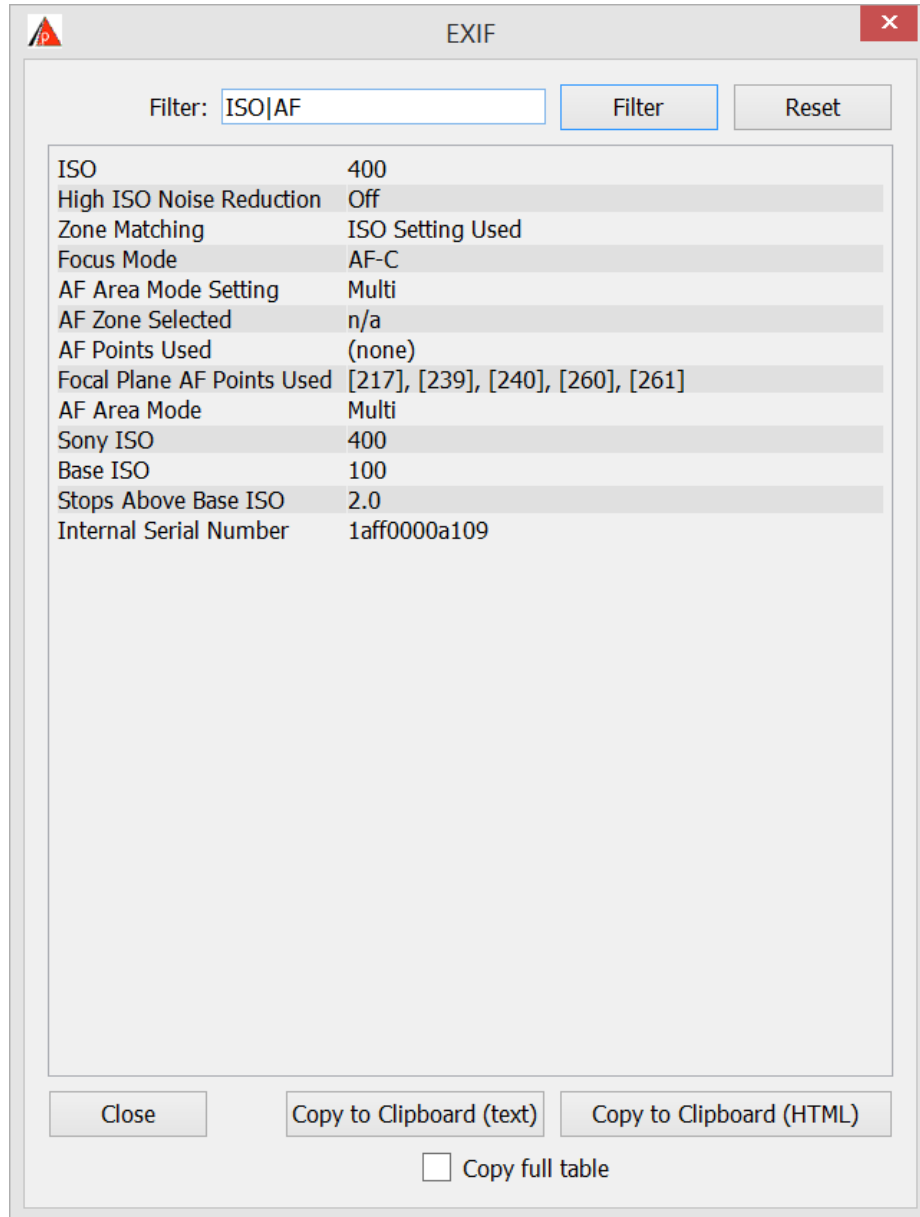 EXIF
Filter: ISO|AF Filter Reset
ISO 400
High ISO Noise Reduction Off
Zone Matching ISO Setting Used
Focus Mode AF-C
AF Area Mode Setting Multi
AF Zone Selected n/a
AF Points Used (none)
Focal Plane AF Points Used [217], [239], [240], [260], [261]
AF Area Mode Multi
Sony ISO 400
Base ISO 100
Stops Above Base ISO 2.0
Internal Serial Number 1aff0000a109
Close Copy to Clipboard (text) Copy to Clipboard (HTML)
Copy full table